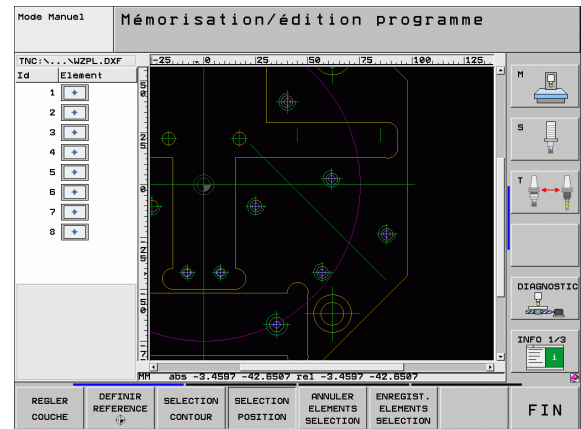 Mode Manuel
Mémorisation/édition programme
TNC:\...\WZPL.DXF
-25 0 25 50 75 100 125
Id Element
1
2
3
4
5
6
7
8
M
S
T
DIAGNOSTIC
INFO 1/3
MM abs -3.4597 -42.6507 rel -3.4597 -42.6507
REGLER
COUCHE
DEFINIR
REFERENCE
SELECTION
CONTOUR
SELECTION
POSITION
ANNULER
ELEMENTS
SELECTION
ENREGIST.
ELEMENTS
SELECTION
FIN